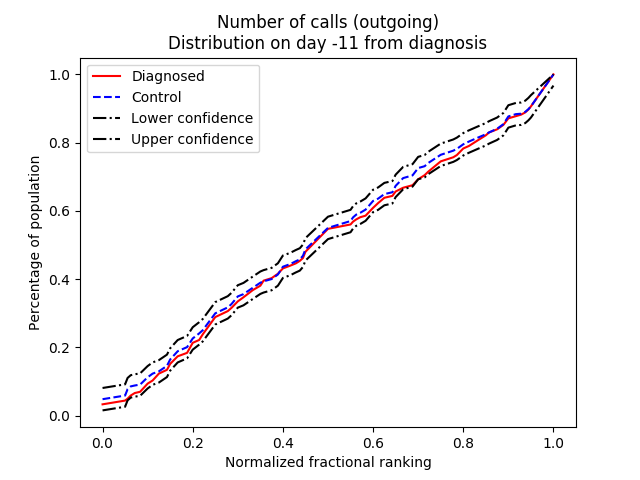 Number of calls (outgoing)
Distribution on day -11 from diagnosis
Diagnosed
Control
Lower confidence
Upper confidence
Percentage of population
1.0
0.8
0.6
0.4
0.2
0.0
0.0 0.2 0.4 0.6 0.8 1.0
Normalized fractional ranking